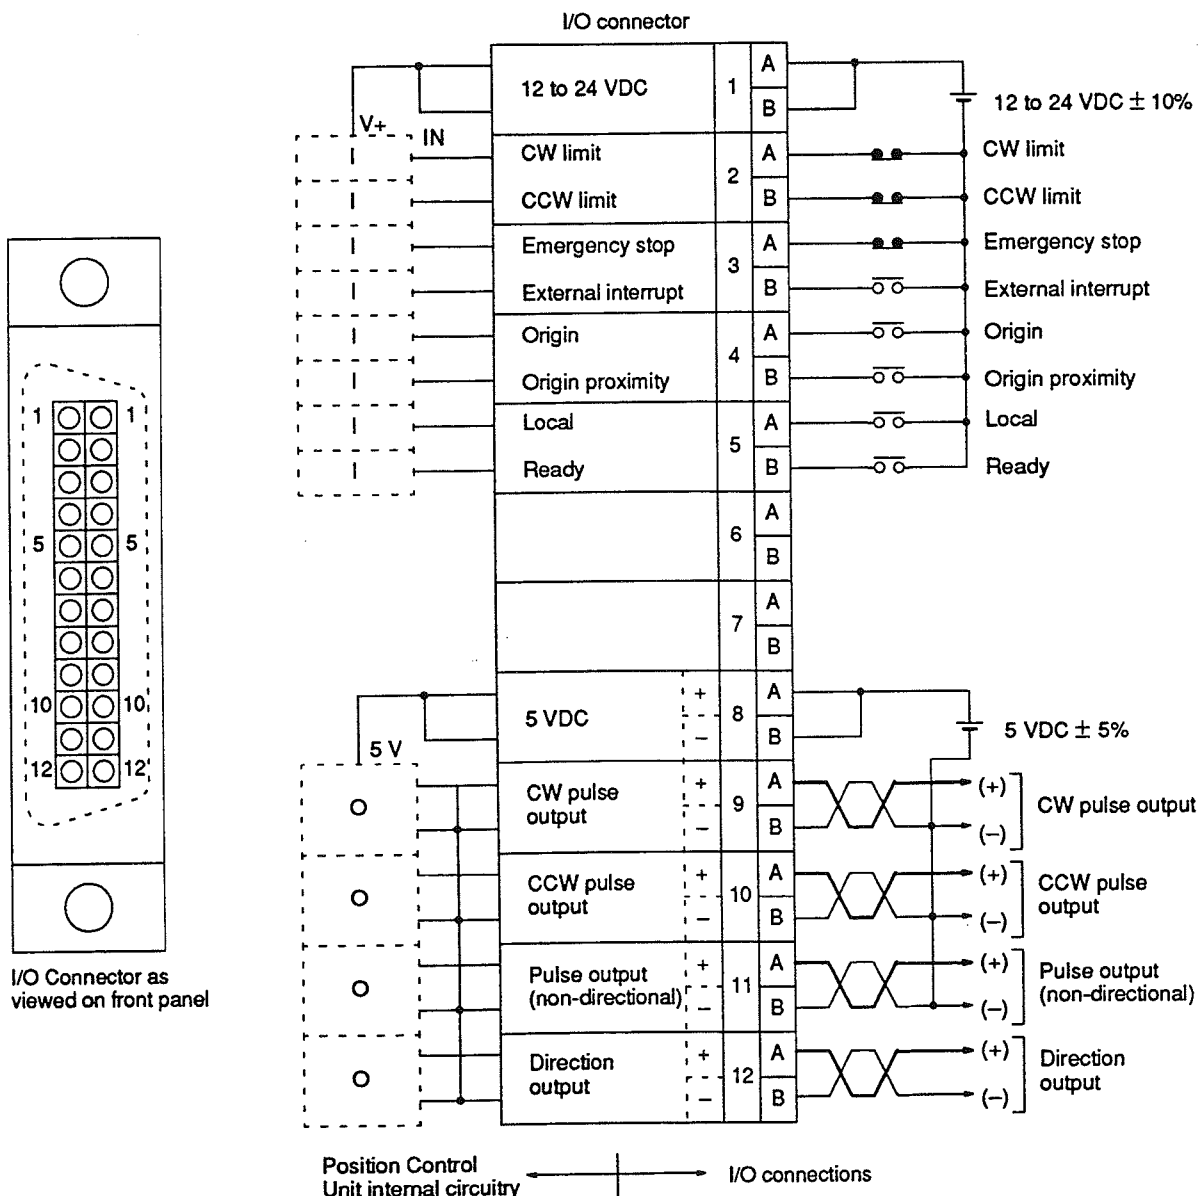 I/O connector
12 to 24 VDC 1 A
B
12 to 24 VDC ± 10%
V+ IN
I CW limit 2 A CW limit
I CCW limit B CCW limit
I Emergency stop 3 A Emergency stop
I External interrupt B External interrupt
I Origin 4 A Origin
I Origin proximity B Origin proximity
I Local 5 A Local
I Ready B Ready
6 A
B
7 A
B
5 VDC + 8 A
− B
5 VDC ± 5%
5 V
O CW pulse
output + 9 A (+)
− B (−)
CW pulse output
O CCW pulse
output + 10 A (+)
− B (−)
CCW pulse
output
O Pulse output
(non-directional) + 11 A (+)
− B (−)
Pulse output
(non-directional)
O Direction
output + 12 A (+)
− B (−)
Direction
output
1 1
5 5
10 10
12 12
I/O Connector as
viewed on front panel
Position Control
Unit internal circuitry
I/O connections